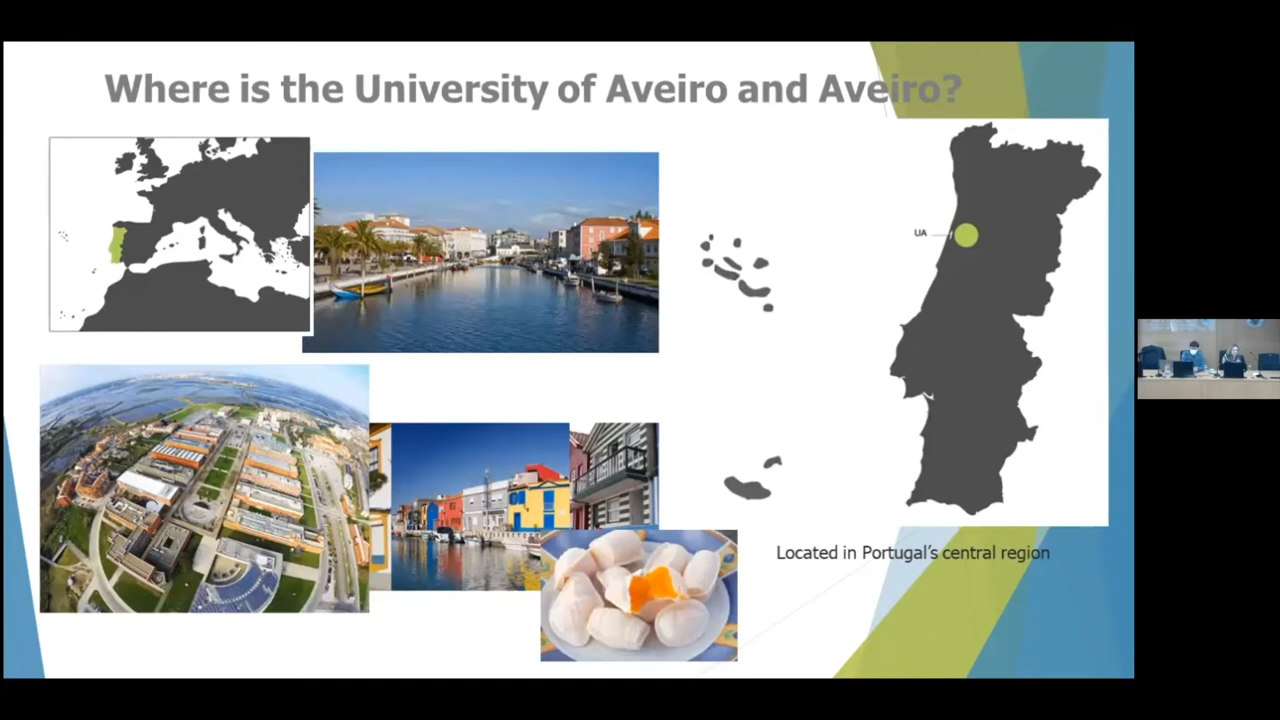 Where is the University of Aveiro and Aveiro?
UA
Located in Portugal's central region